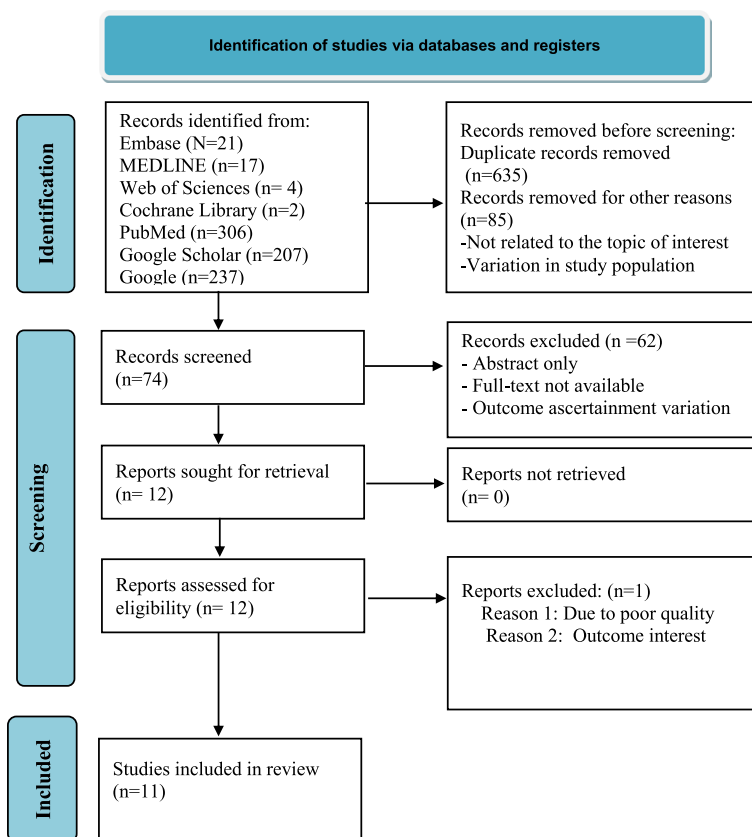 Identification of studies via databases and registers
Identification
Records identified from:
Embase (N=21)
MEDLINE (n=17)
Web of Sciences (n= 4)
Cochrane Library (n=2)
PubMed (n=306)
Google Scholar (n=207)
Google (n=237)
Records removed before screening:
Duplicate records removed
(n=635)
Records removed for other reasons
(n=85)
-Not related to the topic of interest
-Variation in study population
Screening
Records screened
(n=74)
Records excluded (n =62)
- Abstract only
- Full-text not available
- Outcome ascertainment variation
Reports sought for retrieval
(n= 12)
Reports not retrieved
(n= 0)
Reports assessed for
eligibility (n= 12)
Reports excluded: (n=1)
Reason 1: Due to poor quality
Reason 2: Outcome interest
Included
Studies included in review
(n=11)